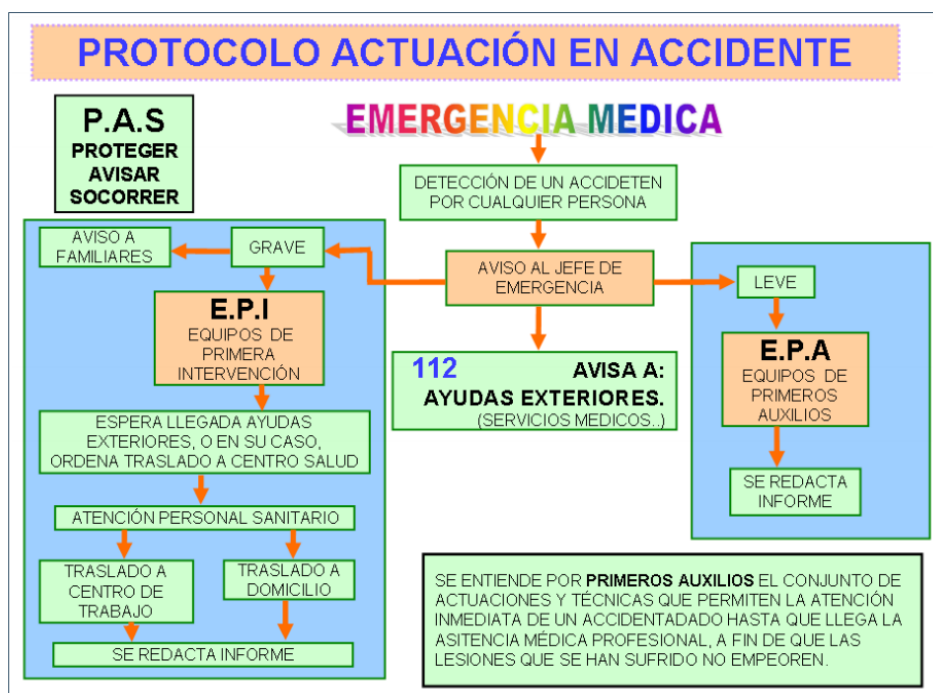 PROTOCOLO ACTUACIÓN EN ACCIDENTE
P.A.S
PROTEGER
AVISAR
SOCORRER
EMERGENCIA MEDICA
DETECCIÓN DE UN ACCIDETEN
POR CUALQUIER PERSONA
AVISO A
FAMILIARES
GRAVE
AVISO AL JEFE DE
EMERGENCIA
LEVE
E.P.I
EQUIPOS DE
PRIMERA
INTERVENCIÓN
112 AVISA A:
AYUDAS EXTERIORES.
(SERVICIOS MEDICOS..)
E.P.A
EQUIPOS DE
PRIMEROS
AUXILIOS
ESPERA LLEGADA AYUDAS
EXTERIORES, O EN SU CASO,
ORDENA TRASLADO A CENTRO SALUD
SE REDACTA
INFORME
ATENCIÓN PERSONAL SANITARIO
TRASLADO A
CENTRO DE
TRABAJO
TRASLADO A
DOMICILIO
SE REDACTA INFORME
SE ENTIENDE POR PRIMEROS AUXILIOS EL CONJUNTO DE
ACTUACIONES Y TÉCNICAS QUE PERMITEN LA ATENCIÓN
INMEDIATA DE UN ACCIDENTADADO HASTA QUE LLEGA LA
ASITENCIA MÉDICA PROFESIONAL, A FIN DE QUE LAS
LESIONES QUE SE HAN SUFRIDO NO EMPEOREN.